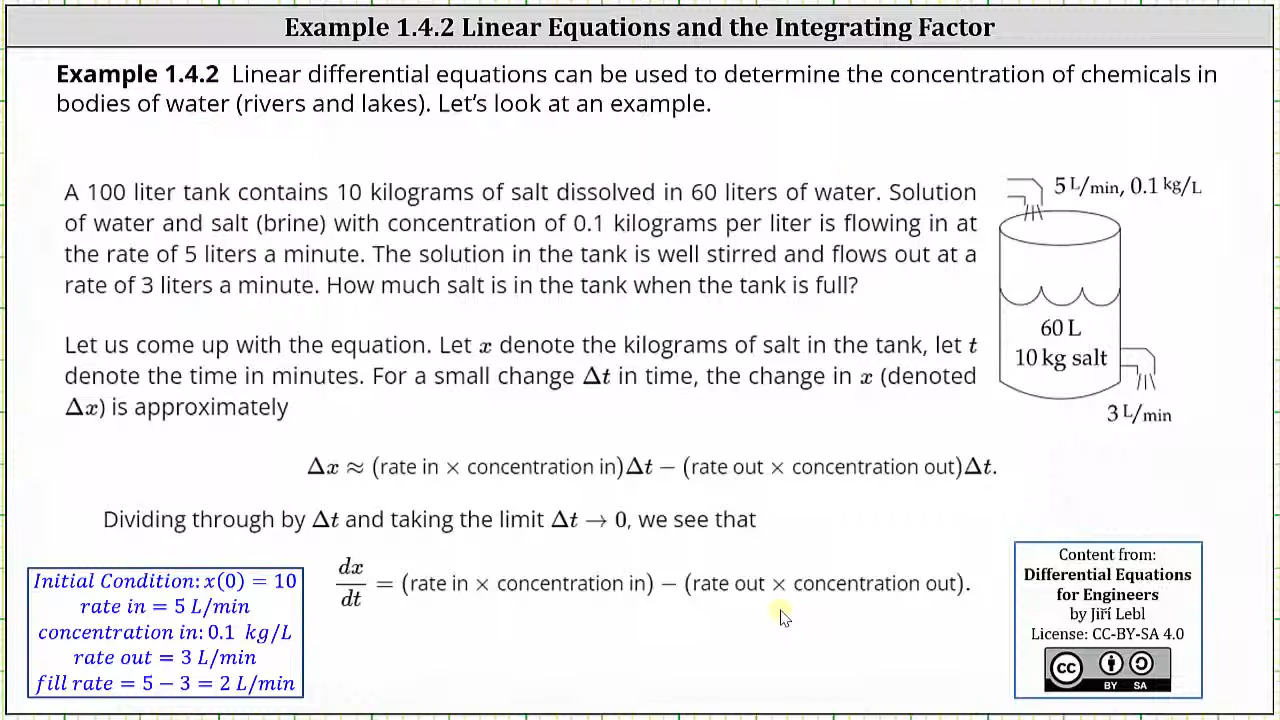 Example 1.4.2 Linear Equations and the Integrating Factor
Example 1.4.2 Linear differential equations can be used to determine the concentration of chemicals in
bodies of water (rivers and lakes). Let's look at an example.
A 100 liter tank contains 10 kilograms of salt dissolved in 60 liters of water. Solution
of water and salt (brine) with concentration of 0.1 kilograms per liter is flowing in at
the rate of 5 liters a minute. The solution in the tank is well stirred and flows out at a
rate of 3 liters a minute. How much salt is in the tank when the tank is full?
5 L/min, 0.1 kg/L
60 L
10 kg salt
3 L/min
Let us come up with the equation. Let x denote the kilograms of salt in the tank, let t
denote the time in minutes. For a small change Δt in time, the change in x (denoted
Δx) is approximately
Δx ≈ (rate in × concentration in)Δt − (rate out × concentration out)Δt.
Dividing through by Δt and taking the limit Δt → 0, we see that
dx/dt = (rate in × concentration in) − (rate out × concentration out).
Initial Condition: x(0) = 10
rate in = 5 L/min
concentration in: 0.1 kg/L
rate out = 3 L/min
fill rate = 5 − 3 = 2 L/min
Content from:
Differential Equations
for Engineers
by Jiří Lebl
License: CC-BY-SA 4.0
cc
BY SA